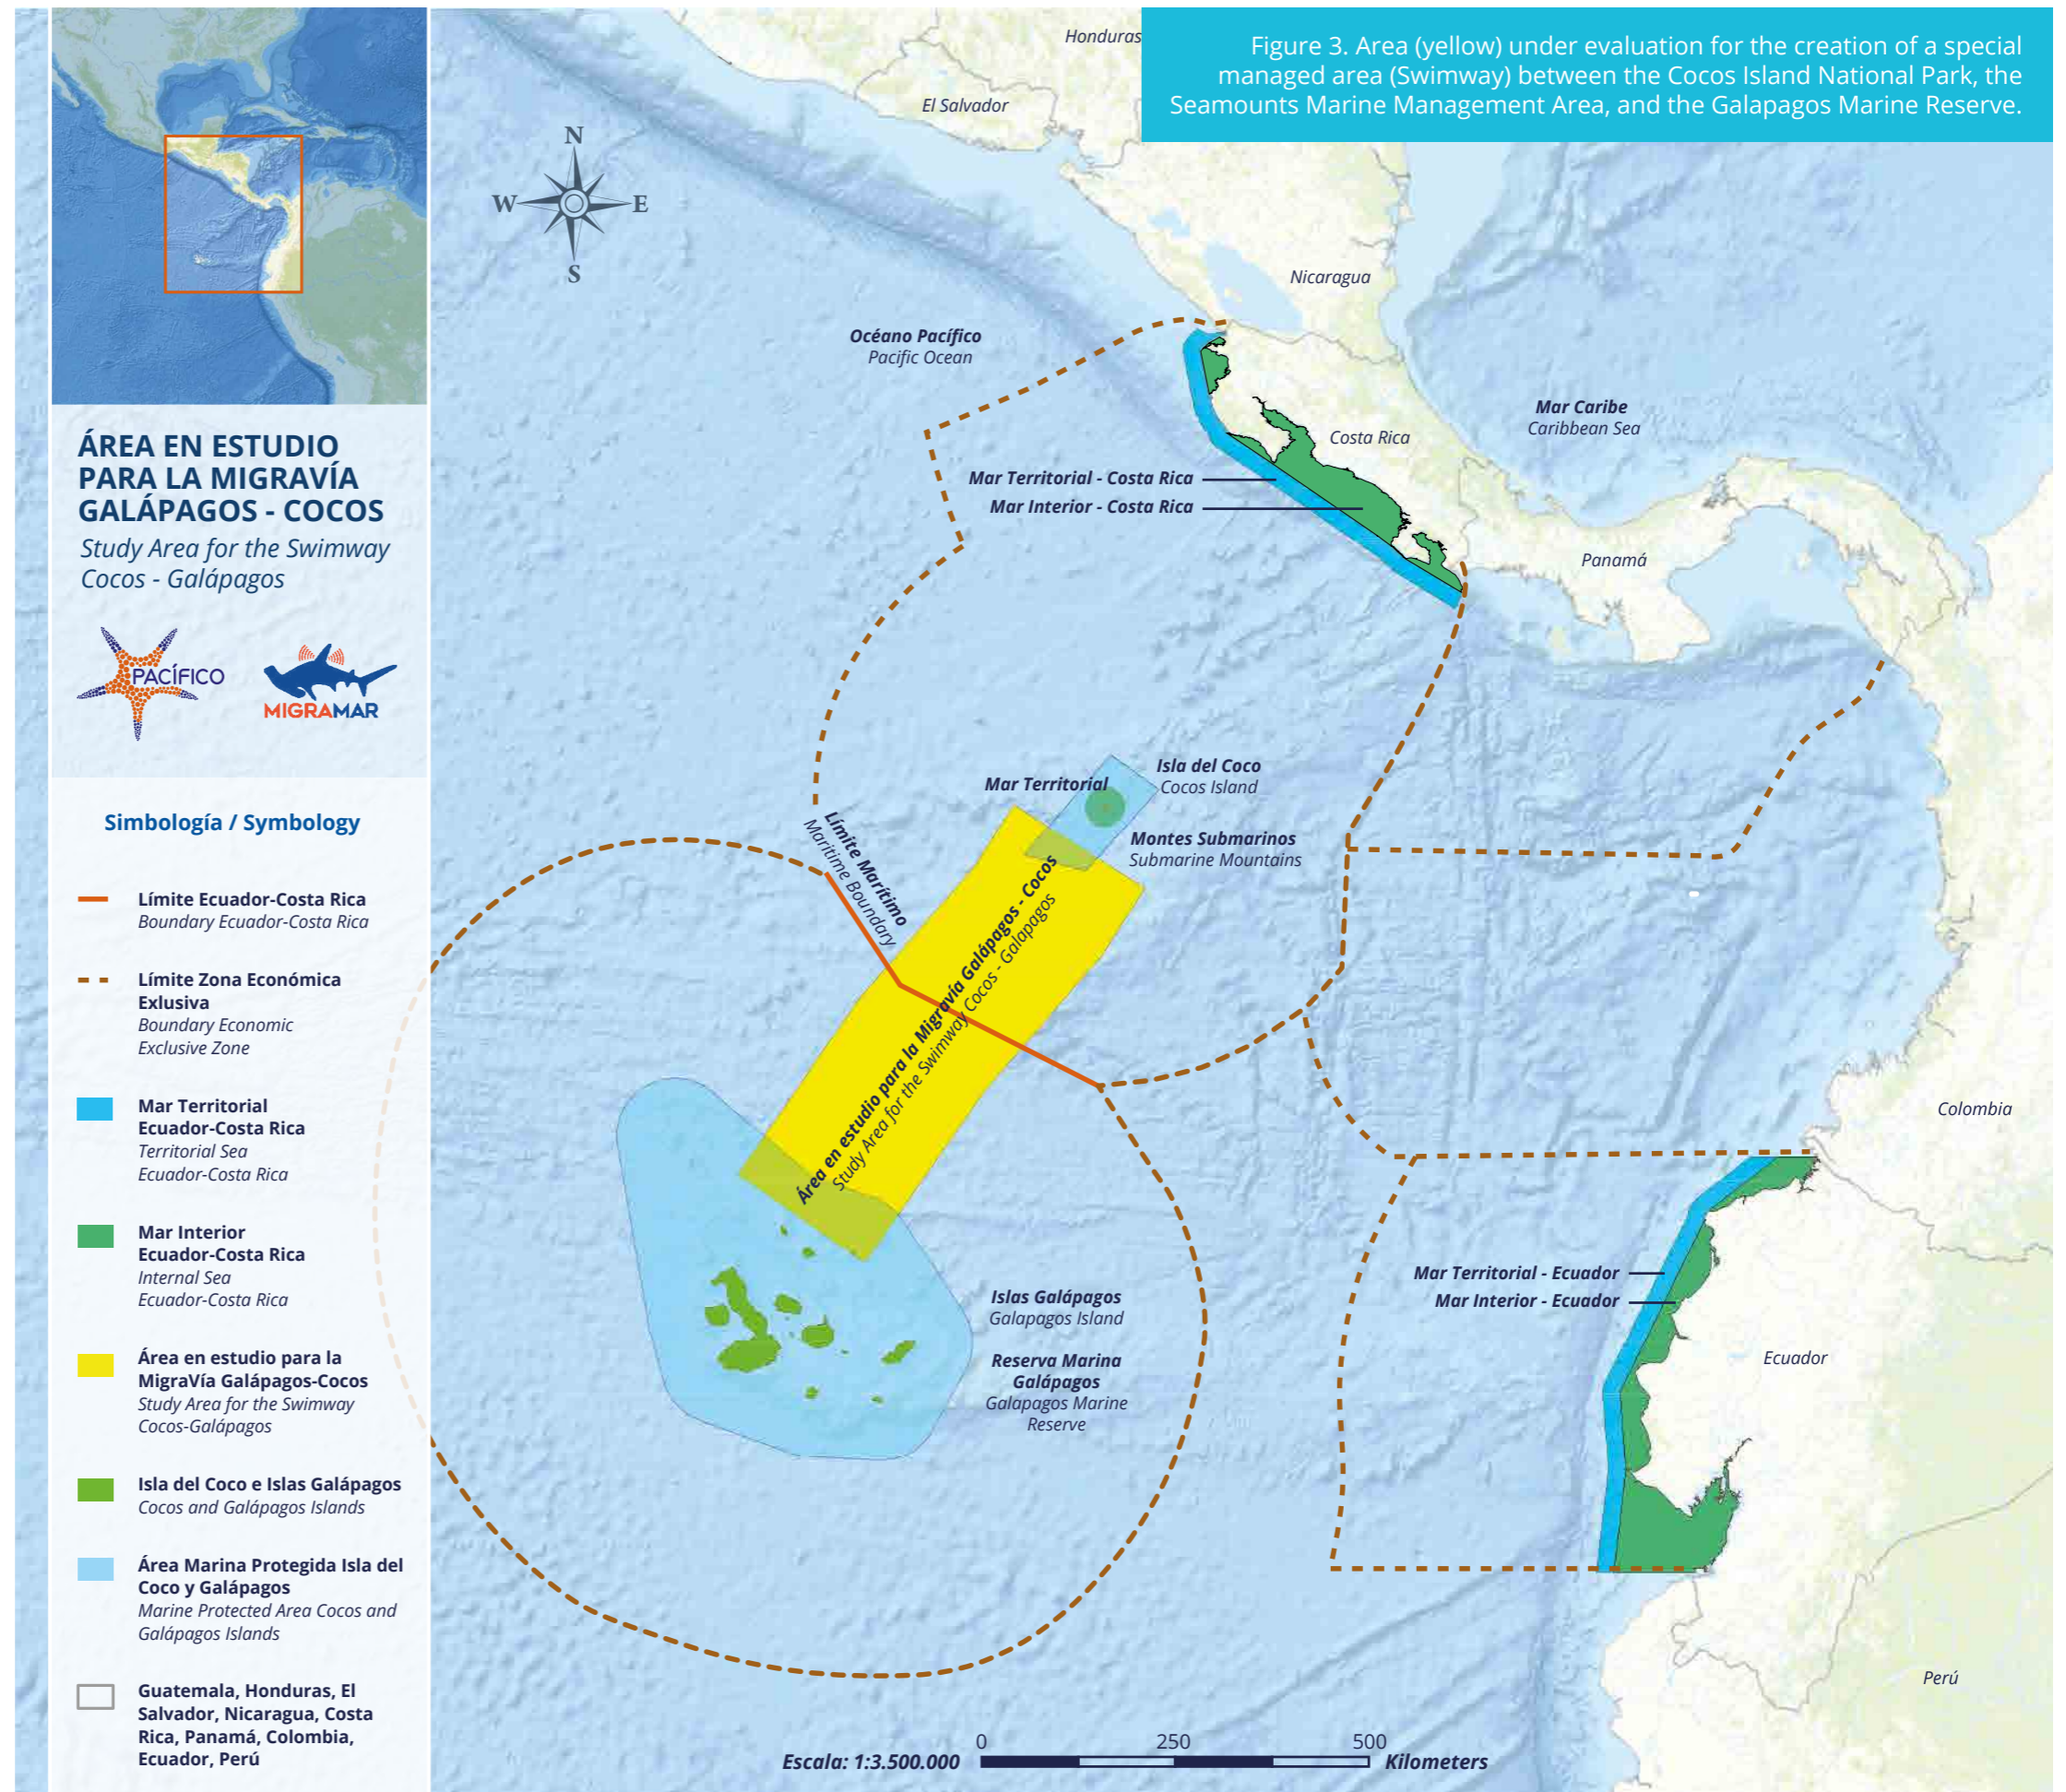 Figure 3. Area (yellow) under evaluation for the creation of a special
managed area (Swimway) between the Cocos Island National Park, the
Seamounts Marine Management Area, and the Galapagos Marine Reserve.
ÁREA EN ESTUDIO
PARA LA MIGRAVÍA
GALÁPAGOS - COCOS
Study Area for the Swimway
Cocos - Galápagos
PACÍFICO
MIGRAMAR
Simbología / Symbology
Límite Ecuador-Costa Rica
Boundary Ecuador-Costa Rica
Límite Zona Económica
Exlusiva
Boundary Economic
Exclusive Zone
Mar Territorial
Ecuador-Costa Rica
Territorial Sea
Ecuador-Costa Rica
Mar Interior
Ecuador-Costa Rica
Internal Sea
Ecuador-Costa Rica
Área en estudio para la
MigraVía Galápagos-Cocos
Study Area for the Swimway
Cocos-Galápagos
Isla del Coco e Islas Galápagos
Cocos and Galápagos Islands
Área Marina Protegida Isla del
Coco y Galápagos
Marine Protected Area Cocos and
Galápagos Islands
Guatemala, Honduras, El
Salvador, Nicaragua, Costa
Rica, Panamá, Colombia,
Ecuador, Perú
Honduras
El Salvador
N
W
E
S
Nicaragua
Océano Pacífico
Pacific Ocean
Mar Caribe
Caribbean Sea
Costa Rica
Mar Territorial - Costa Rica
Mar Interior - Costa Rica
Panamá
Isla del Coco
Cocos Island
Mar Territorial
Montes Submarinos
Submarine Mountains
Límite Marítimo
Maritime Boundary
Área en estudio para la Migravía Galápagos - Cocos
Study Area for the Swimway Cocos - Galapagos
Colombia
Mar Territorial - Ecuador
Mar Interior - Ecuador
Islas Galápagos
Galapagos Island
Reserva Marina
Galápagos
Galapagos Marine
Reserve
Ecuador
Perú
0
250
500
Escala: 1:3.500.000
Kilometers